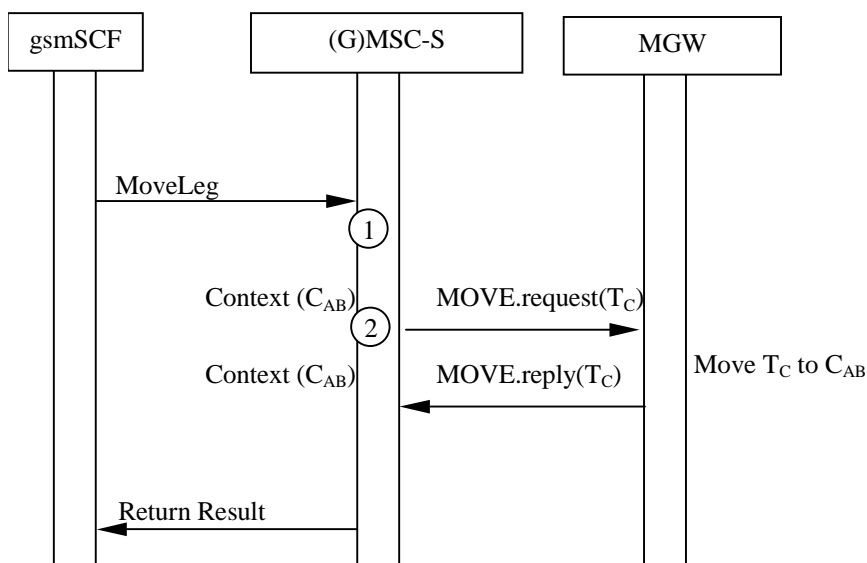 gsmSCF
(G)MSC-S
MGW
MoveLeg
1
Context (C_AB)
MOVE.request(T_C)
2
Move T_C to C_AB
Context (C_AB)
MOVE.reply(T_C)
Return Result